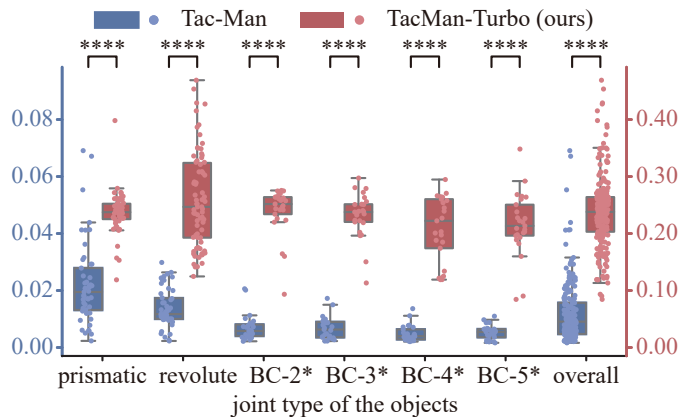 Tac-Man TacMan-Turbo (ours)
**** **** **** **** **** **** ****
0.08 0.40
0.06 0.30
0.04 0.20
0.02 0.10
0.00 0.00
prismatic revolute BC-2* BC-3* BC-4* BC-5* overall
joint type of the objects